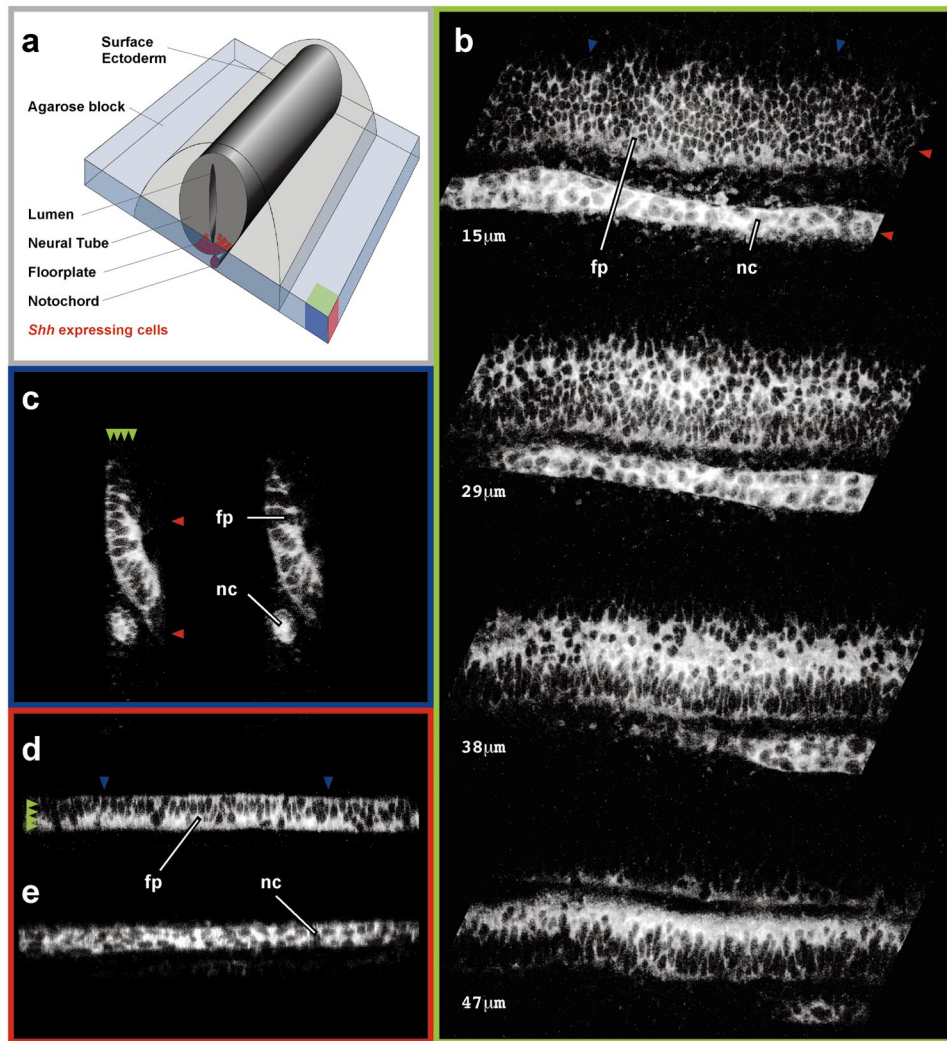 a
Surface
Ectoderm
Agarose block
Lumen
Neural Tube
Floorplate
Notochord
Shh expressing cells
b
15µm
fp
nc
29µm
38µm
47µm
c
fp
nc
d
fp
nc
e